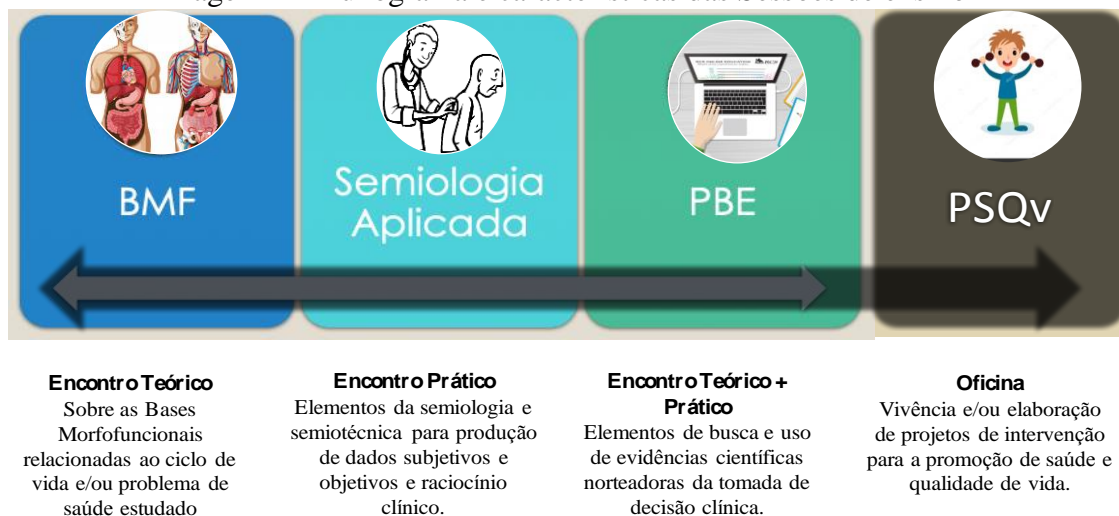 BMF
Semiologia
Aplicada
PBE
PSQv
Encontro Teórico
Sobre as Bases
Morfofuncionais
relacionadas ao ciclo de
vida e/ou problema de
saúde estudado
Encontro Prático
Elementos da semiologia e
semiotécnica para produção
de dados subjetivos e
objetivos e raciocínio
clínico.
Encontro Teórico +
Prático
Elementos de busca e uso
de evidências científicas
norteadoras da tomada de
decisão clínica.
Oficina
Vivência e/ou elaboração
de projetos de intervenção
para a promoção de saúde e
qualidade de vida.